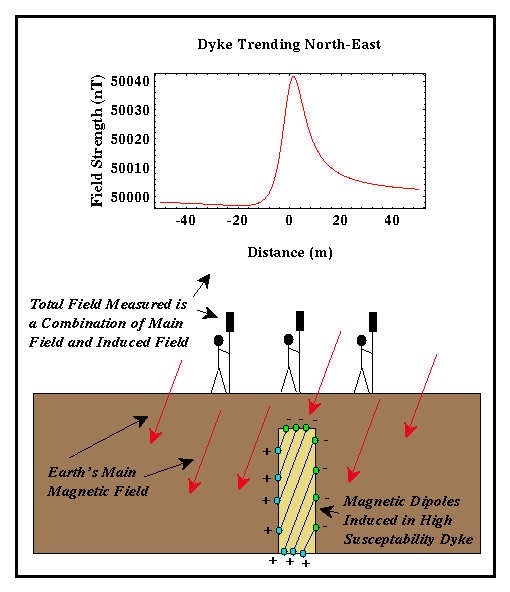 Dyke Trending North-East
Field Strength (nT)
50040
50030
50020
50010
50000
-40 -20 0 20 40
Distance (m)
Total Field Measured is
a Combination of Main
Field and Induced Field
- - -
+ -
+ -
+ -
+ -
+ + +
Earth's Main
Magnetic Field
Magnetic Dipoles
Induced in High
Susceptability Dyke